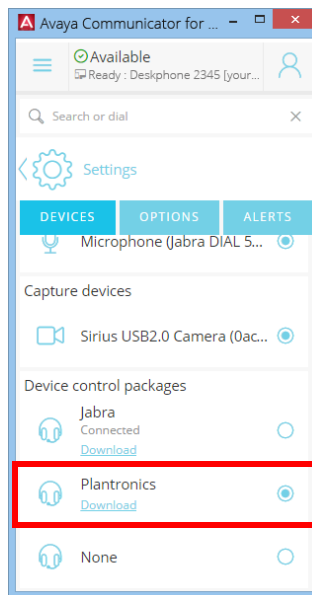 Avaya Communicator for ...
Available
Ready : Deskphone 2345 [your...
Search or dial
Settings
DEVICES OPTIONS ALERTS
Microphone (Jabra DIAL 5...
Capture devices
Sirius USB2.0 Camera (0ac...
Device control packages
Jabra
Connected
Download
Plantronics
Download
None